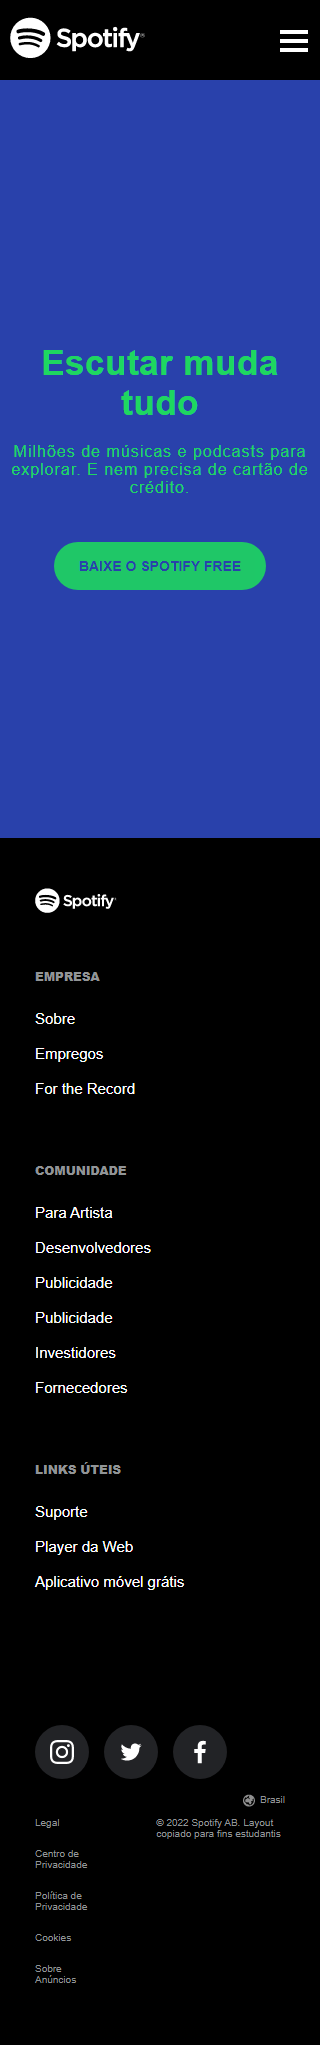 Spotify®
Escutar muda
tudo
Milhões de músicas e podcasts para
explorar. E nem precisa de cartão de
crédito.
BAIXE O SPOTIFY FREE
Spotify®
EMPRESA
Sobre
Empregos
For the Record
COMUNIDADE
Para Artista
Desenvolvedores
Publicidade
Publicidade
Investidores
Fornecedores
LINKS ÚTEIS
Suporte
Player da Web
Aplicativo móvel grátis
Brasil
Legal
Centro de
Privacidade
Política de
Privacidade
Cookies
Sobre
Anúncios
© 2022 Spotify AB. Layout
copiado para fins estudantis